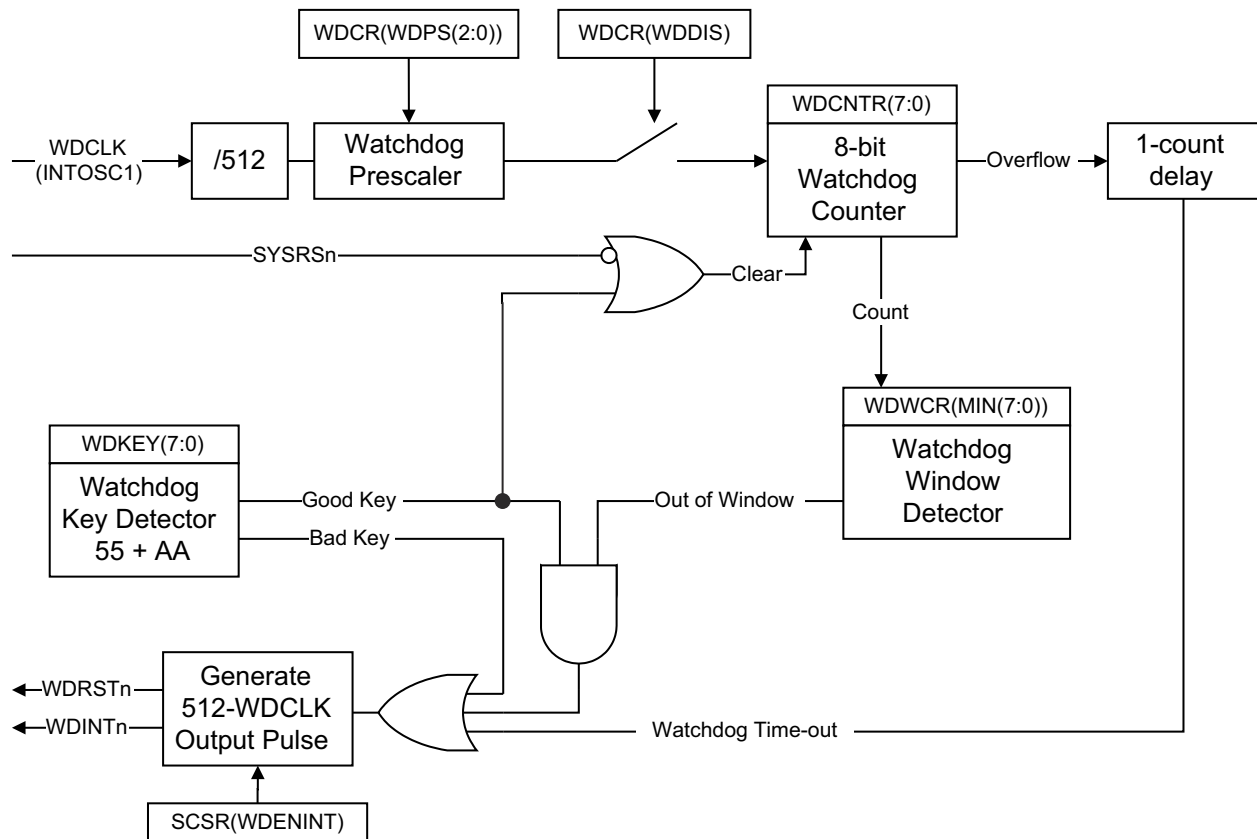 WDCR(WDPS(2:0))
WDCR(WDDIS)
WDCNTR(7:0)
WDCLK
(INTOSC1)
/512
Watchdog
Prescaler
8-bit
Watchdog
Counter
Overflow
1-count
delay
SYSRSn
Clear
Count
WDWCR(MIN(7:0))
Watchdog
Window
Detector
WDKEY(7:0)
Watchdog
Key Detector
55 + AA
Good Key
Bad Key
Out of Window
WDRSTn
WDINTn
Generate
512-WDCLK
Output Pulse
Watchdog Time-out
SCSR(WDENINT)